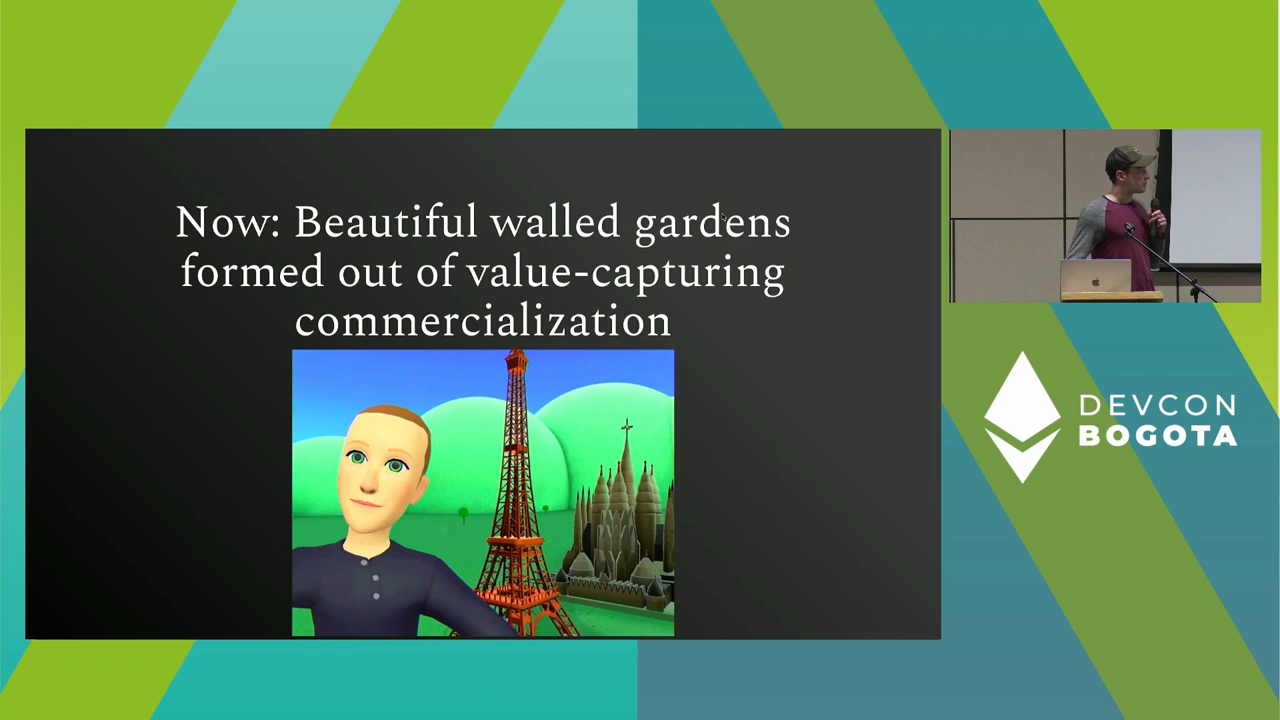 Now: Beautiful walled gardens
formed out of value-capturing
commercialization
DEVCON
BOGOTA